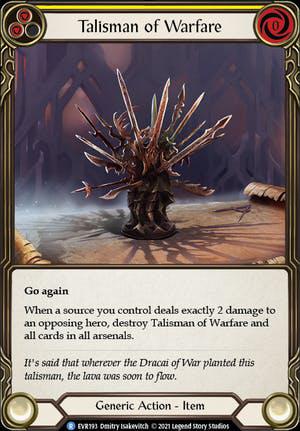 Talisman of Warfare
0
Go again
When a source you control deals exactly 2 damage to
an opposing hero, destroy Talisman of Warfare and
all cards in all arsenals.
It's said that wherever the Dracai of War planted this
talisman, the lava was soon to flow.
Generic Action - Item
R EVR193 Dmitry Isakevitch © 2021 Legend Story Studios